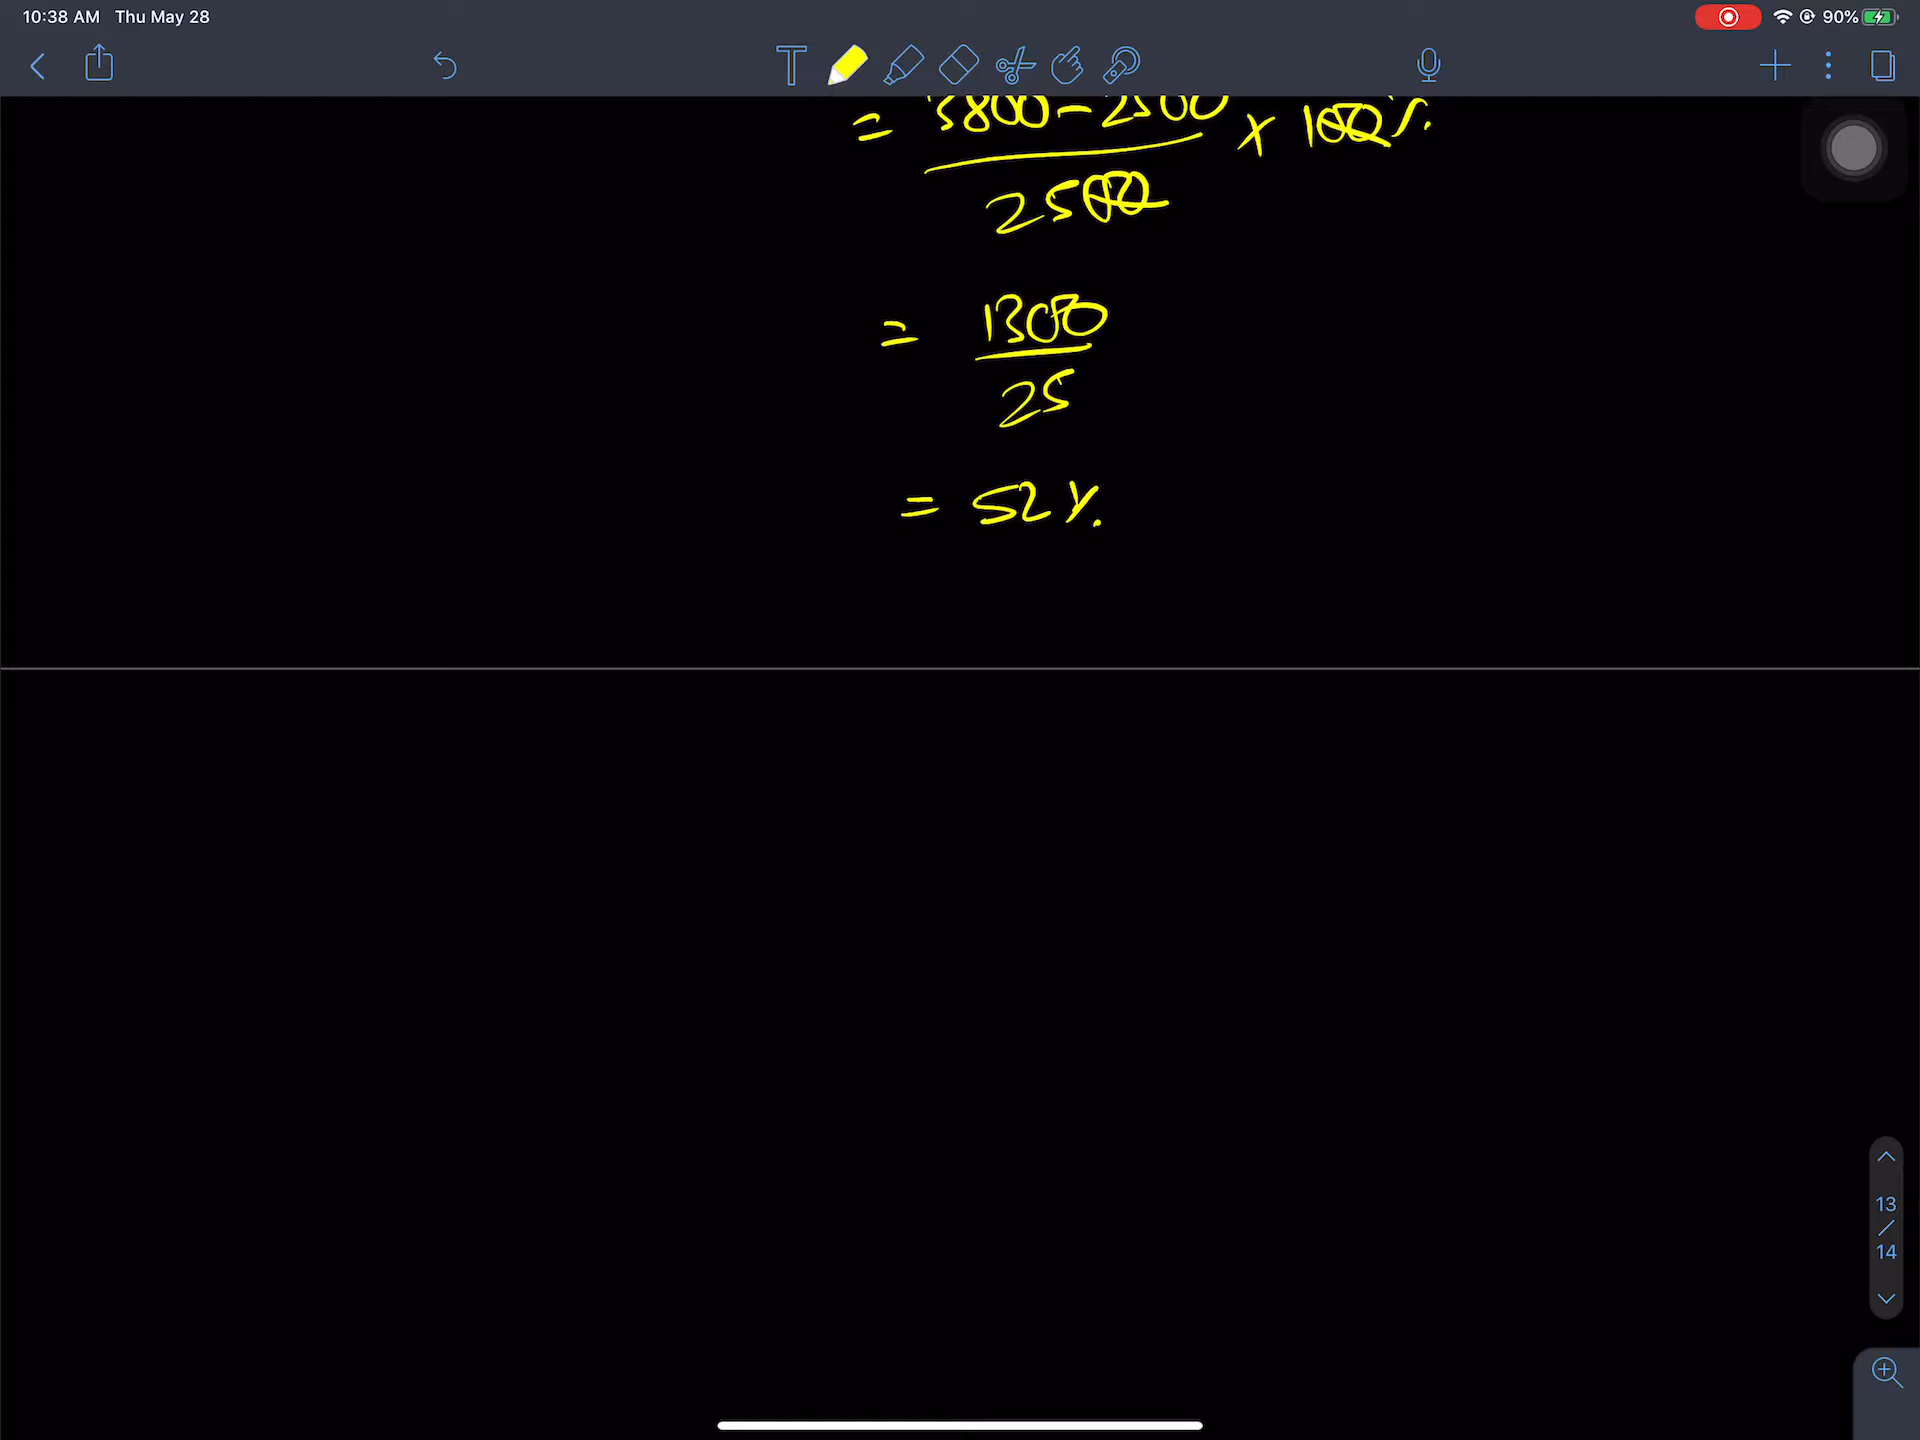 10:38 AM Thu May 28
90%
T
= 3800 - 2500 × 100%
2500
= 1300
25
= 52%.
13
/
14